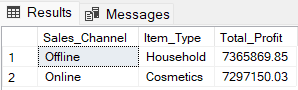 Results Messages
Sales_Channel Item_Type Total_Profit
1 Offline Household 7365869.85
2 Online Cosmetics 7297150.03